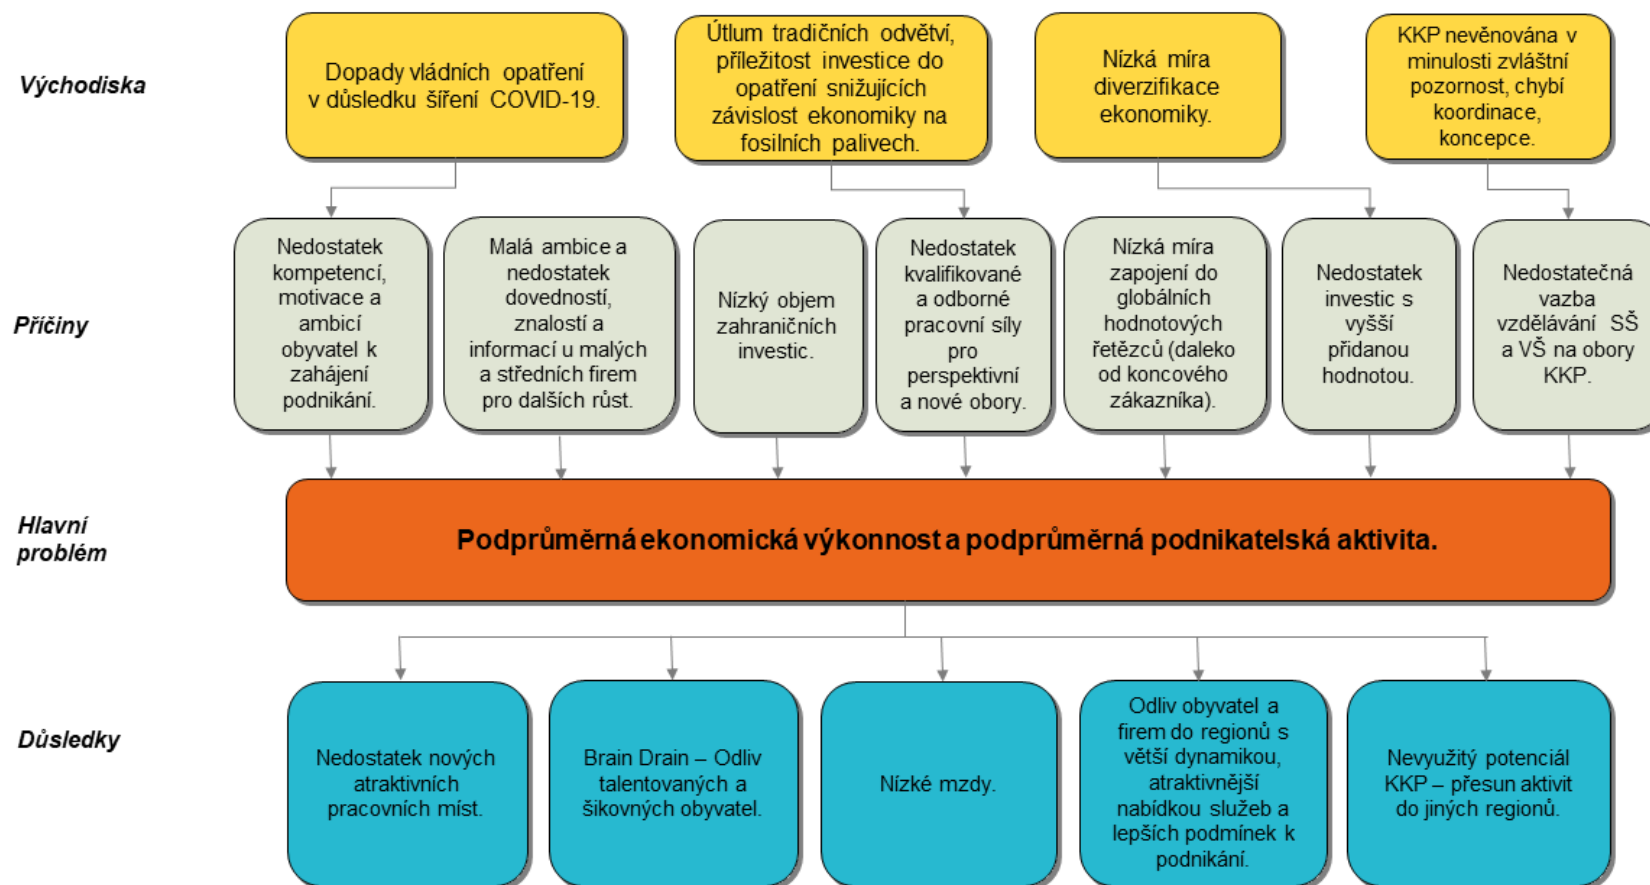 Východiska
Dopady vládních opatření
v důsledku šíření COVID-19.
Útlum tradičních odvětví,
příležitost investice do
opatření snižujících
závislost ekonomiky na
fosilních palivech.
Nízká míra
diverzifikace
ekonomiky.
KKP nevěnována v
minulosti zvláštní
pozornost, chybí
koordinace,
koncepce.
Příčiny
Nedostatek
kompetencí,
motivace a
ambicí
obyvatel k
zahájení
podnikání.
Malá ambice a
nedostatek
dovedností,
znalostí a
informací u malých
a středních firem
pro dalších růst.
Nízký objem
zahraničních
investic.
Nedostatek
kvalifikované
a odborné
pracovní síly
pro
perspektivní
a nové obory.
Nízká míra
zapojení do
globálních
hodnotových
řetězců (daleko
od koncového
zákazníka).
Nedostatek
investic s
vyšší
přidanou
hodnotou.
Nedostatečná
vazba
vzdělávání SŠ
a VŠ na obory
KKP.
Hlavní
problém
Podprůměrná ekonomická výkonnost a podprůměrná podnikatelská aktivita.
Důsledky
Nedostatek nových
atraktivních
pracovních míst.
Brain Drain – Odliv
talentovaných a
šikovných obyvatel.
Nízké mzdy.
Odliv obyvatel a
firem do regionů s
větší dynamikou,
atraktivnější
nabídkou služeb a
lepších podmínek k
podnikání.
Nevyužitý potenciál
KKP – přesun aktivit
do jiných regionů.